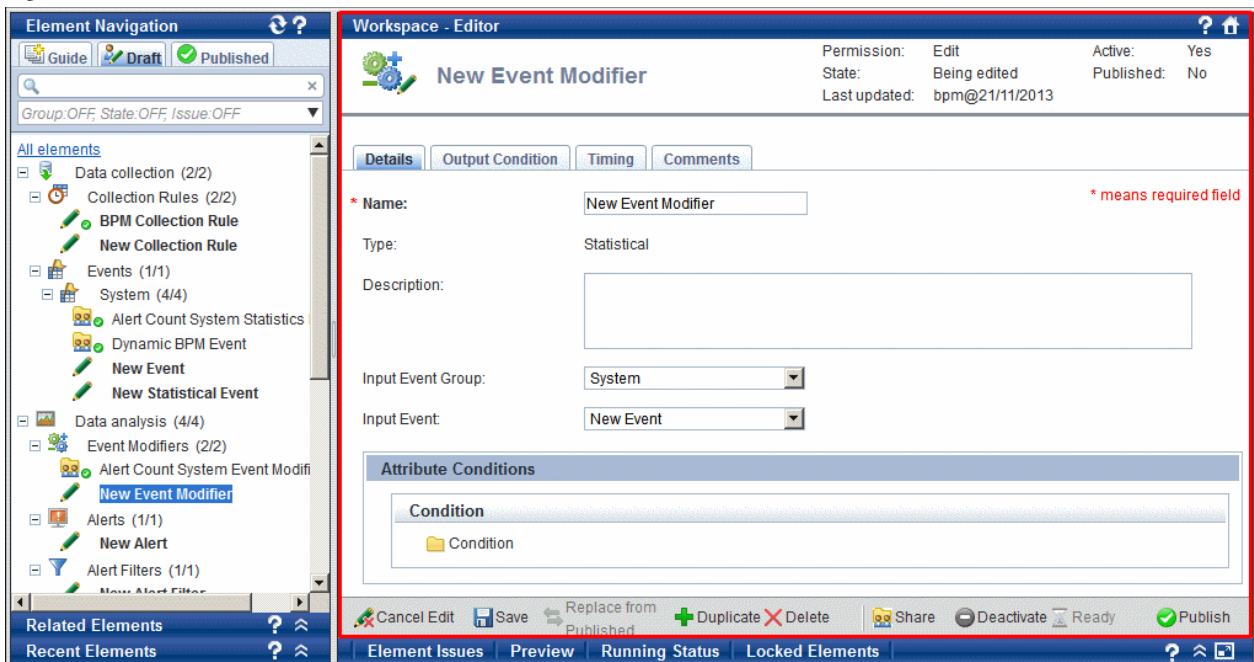 Element Navigation ?
Guide Draft Published
Group:OFF, State:OFF, Issue:OFF
All elements
Data collection (2/2)
Collection Rules (2/2)
BPM Collection Rule
New Collection Rule
Events (1/1)
System (4/4)
Alert Count System Statistics
Dynamic BPM Event
New Event
New Statistical Event
Data analysis (4/4)
Event Modifiers (2/2)
Alert Count System Event Modifi
New Event Modifier
Alerts (1/1)
New Alert
Alert Filters (1/1)
New Alert Filter
Related Elements ?
Recent Elements ?
Workspace - Editor ?
New Event Modifier
Permission: Edit Active: Yes
State: Being edited Published: No
Last updated: bpm@21/11/2013
Details Output Condition Timing Comments
* means required field
* Name: New Event Modifier
Type: Statistical
Description:
Input Event Group: System
Input Event: New Event
Attribute Conditions
Condition
Condition
Cancel Edit Save Replace from Published Duplicate Delete Share Deactivate Ready Publish
Element Issues Preview Running Status Locked Elements ?